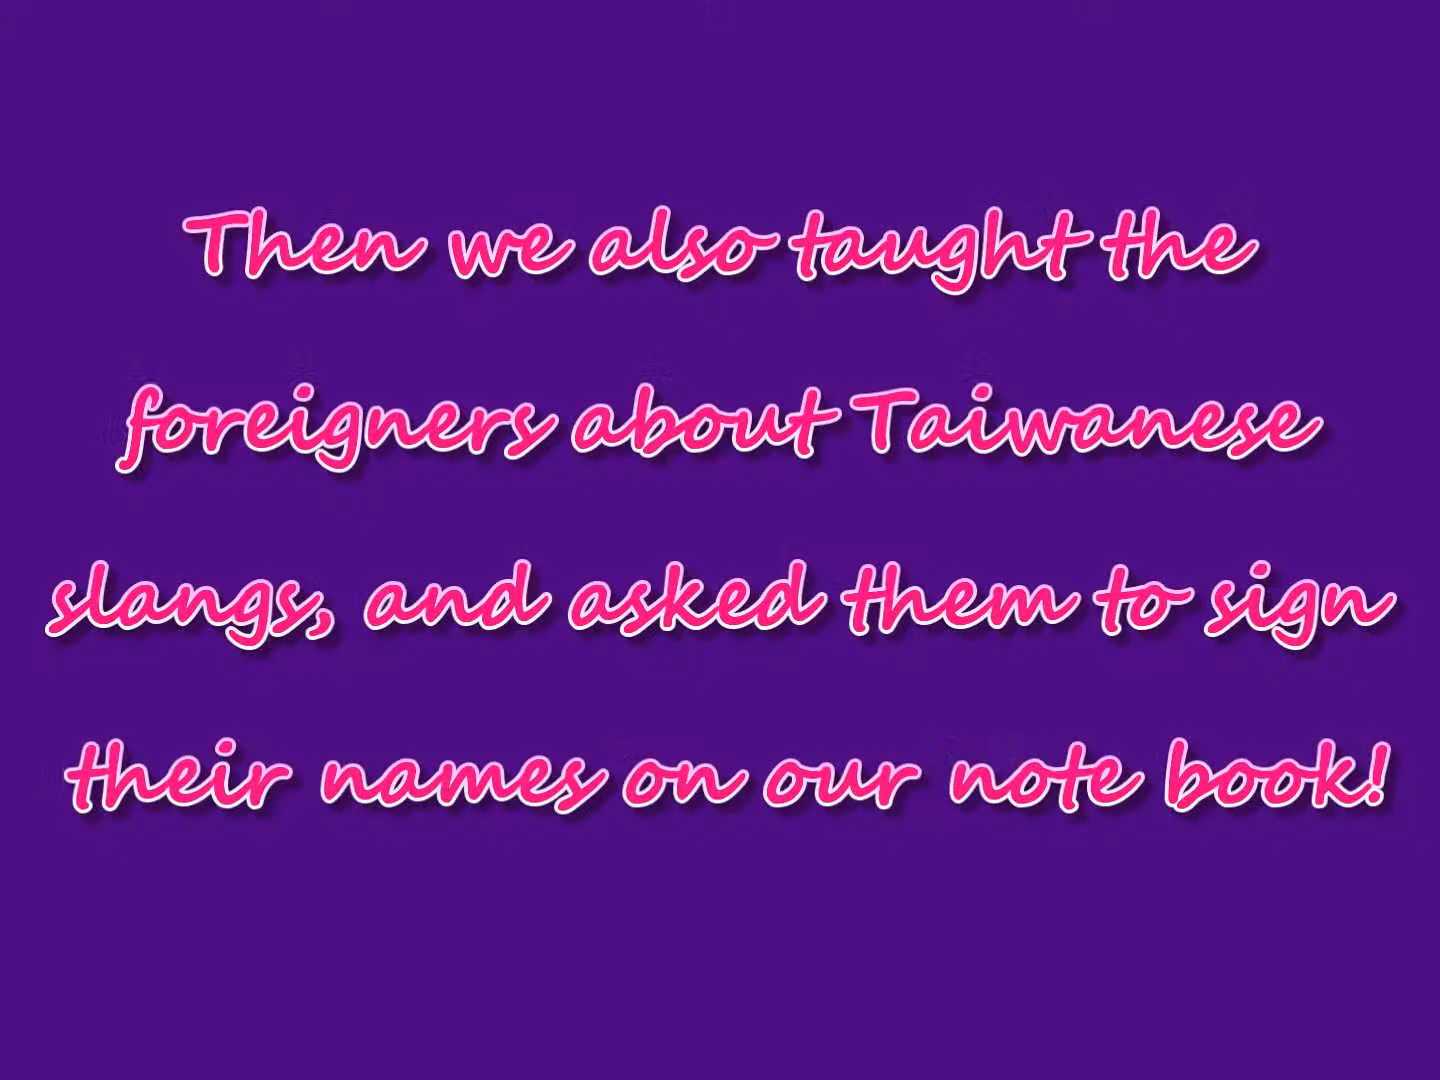 Then we also taught the
foreigners about Taiwanese
slangs, and asked them to sign
their names on our note book!